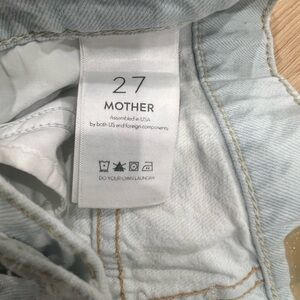 27
MOTHER
Assembled in USA
by both US and foreign components
DO YOUR OWN LAUNDRY